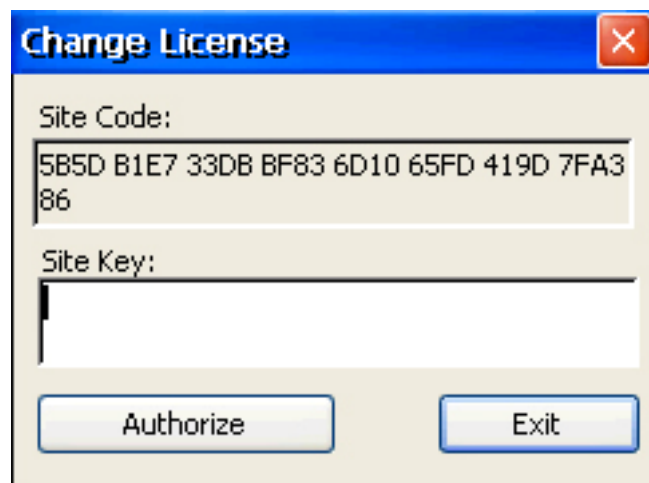 Change License
Site Code:
5B5D B1E7 33DB BF83 6D10 65FD 419D 7FA3
86
Site Key:
Authorize
Exit